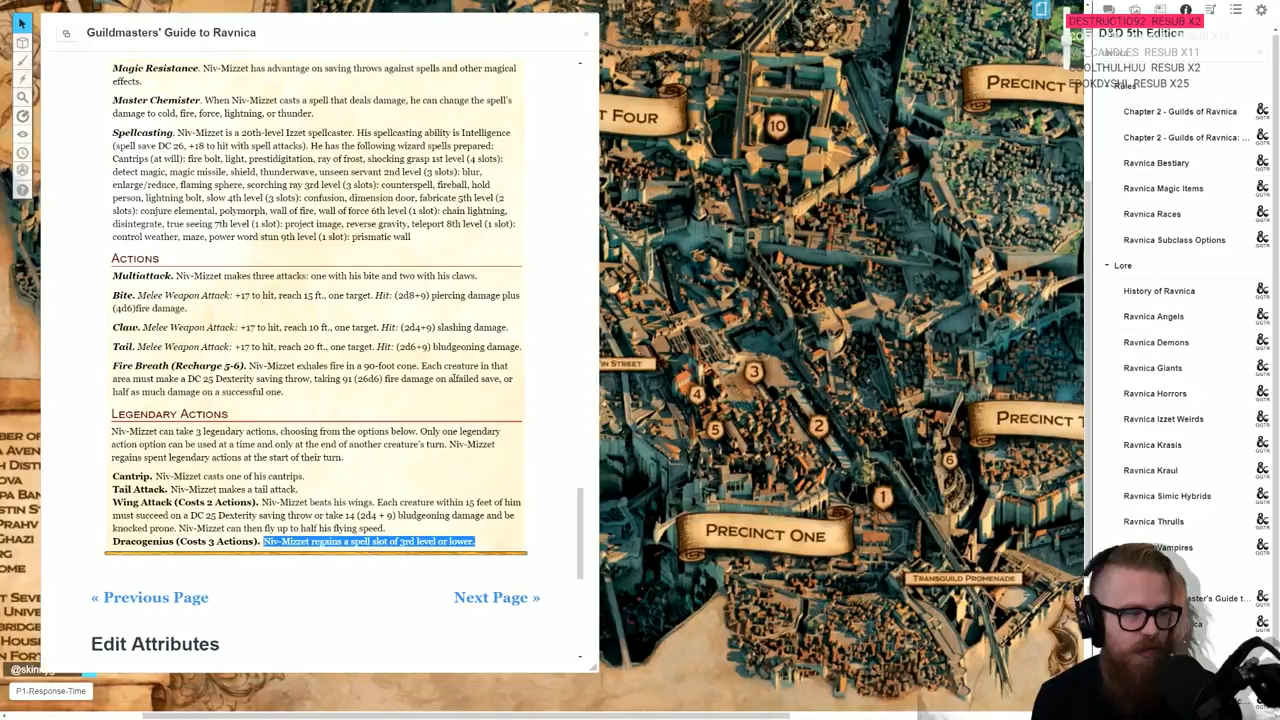 Guildmasters' Guide to Ravnica
Magic Resistance. Niv-Mizzet has advantage on saving throws against spells and other magical
effects.
Master Chemister. When Niv-Mizzet casts a spell that deals damage, he can change the spell's
damage to cold, fire, force, lightning, or thunder.
Spellcasting. Niv-Mizzet is a 20th-level Izzet spellcaster. His spellcasting ability is Intelligence
(spell save DC 26, +18 to hit with spell attacks). He has the following wizard spells prepared:
Cantrips (at will): fire bolt, light, prestidigitation, ray of frost, shocking grasp 1st level (4 slots):
detect magic, magic missile, shield, thunderwave, unseen servant 2nd level (3 slots): blur,
enlarge/reduce, flaming sphere, scorching ray 3rd level (3 slots): counterspell, fireball, hold
person, lightning bolt, slow 4th level (3 slots): confusion, dimension door, fabricate 5th level (2
slots): conjure elemental, polymorph, wall of fire, wall of force 6th level (1 slot): chain lightning,
disintegrate, true seeing 7th level (1 slot): project image, reverse gravity, teleport 8th level (1 slot):
control weather, maze, power word stun 9th level (1 slot): prismatic wall
ACTIONS
Multiattack. Niv-Mizzet makes three attacks: one with his bite and two with his claws.
Bite. Melee Weapon Attack: +17 to hit, reach 15 ft., one target. Hit: (2d8+9) piercing damage plus
(4d6)fire damage.
Claw. Melee Weapon Attack: +17 to hit, reach 10 ft., one target. Hit: (2d4+9) slashing damage.
Tail. Melee Weapon Attack: +17 to hit, reach 20 ft., one target. Hit: (2d6+9) bludgeoning damage.
Fire Breath (Recharge 5-6). Niv-Mizzet exhales fire in a 90-foot cone. Each creature in that
area must make a DC 25 Dexterity saving throw, taking 91 (26d6) fire damage on a failed save, or
half as much damage on a successful one.
LEGENDARY ACTIONS
Niv-Mizzet can take 3 legendary actions, choosing from the options below. Only one legendary
action option can be used at a time and only at the end of another creature's turn. Niv-Mizzet
regains spent legendary actions at the start of their turn.
Cantrip. Niv-Mizzet casts one of his cantrips.
Tail Attack. Niv-Mizzet makes a tail attack.
Wing Attack (Costs 2 Actions). Niv-Mizzet beats his wings. Each creature within 15 feet of him
must succeed on a DC 25 Dexterity saving throw or take 14 (2d4 + 9) bludgeoning damage and be
knocked prone. Niv-Mizzet can then fly up to half his flying speed.
Dracogenius (Costs 3 Actions). Niv-Mizzet regains a spell slot of 3rd level or lower.
« Previous Page
Next Page »
Edit Attributes
P1-Response-Time
T FOUR
10
PRECINCT
IN STREET
3
4
5
2
6
1
PRECINCT
PRECINCT ONE
TRANSGUILD PROMENADE
DESTRUCTIO92 RESUB X2
D&D 5th Edition
CANDLES RESUB X11
RESUB X2
RESUB X25
Rules
Chapter 2 - Guilds of Ravnica
Chapter 2 - Guilds of Ravnica: ...
Ravnica Bestiary
Ravnica Magic Items
Ravnica Races
Ravnica Subclass Options
Lore
History of Ravnica
Ravnica Angels
Ravnica Demons
Ravnica Giants
Ravnica Horrors
Ravnica Izzet Weirds
Ravnica Krasis
Ravnica Kraul
Ravnica Simic Hybrids
Ravnica Thrulls
Vampires